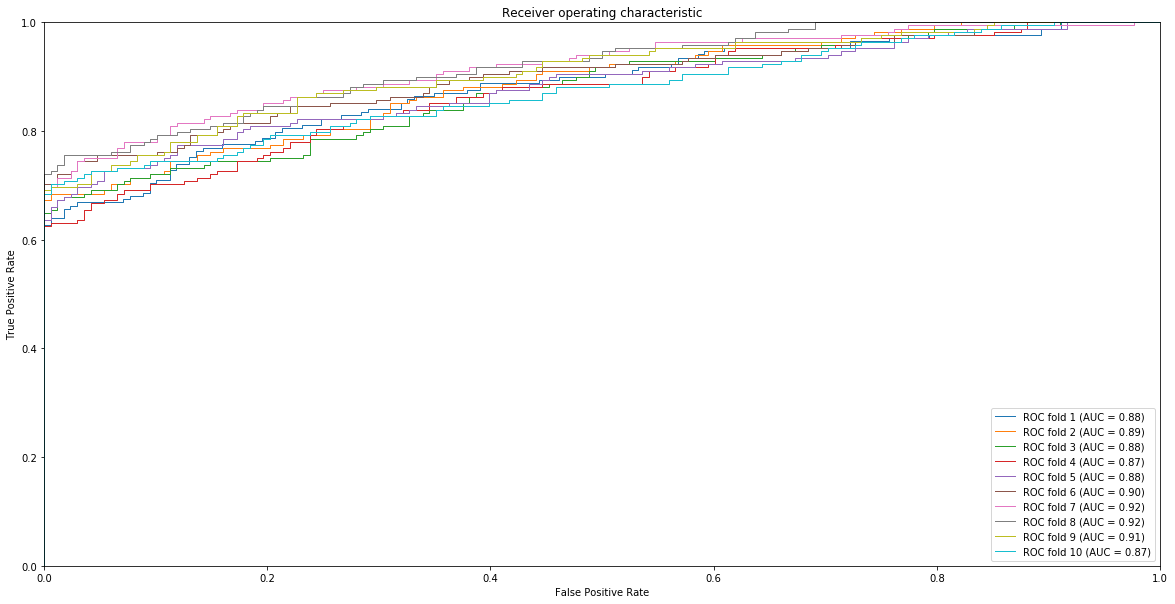 Receiver operating characteristic
1.0
0.8
0.6
0.4
0.2
0.0
True Positive Rate
ROC fold 1 (AUC = 0.88)
ROC fold 2 (AUC = 0.89)
ROC fold 3 (AUC = 0.88)
ROC fold 4 (AUC = 0.87)
ROC fold 5 (AUC = 0.88)
ROC fold 6 (AUC = 0.90)
ROC fold 7 (AUC = 0.92)
ROC fold 8 (AUC = 0.92)
ROC fold 9 (AUC = 0.91)
ROC fold 10 (AUC = 0.87)
0.0 0.2 0.4 0.6 0.8 1.0
False Positive Rate